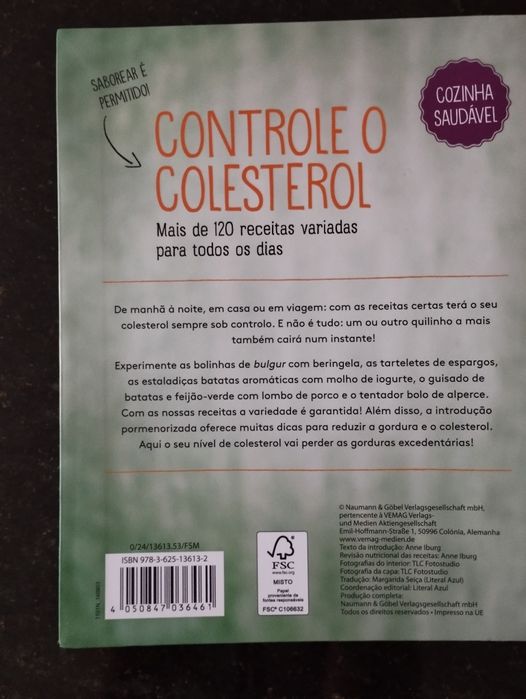 SABOREAR É
PERMITIDO!
COZINHA
SAUDÁVEL
CONTROLE O
COLESTEROL
Mais de 120 receitas variadas
para todos os dias
De manhã à noite, em casa ou em viagem: com as receitas certas terá o seu
colesterol sempre sob controlo. E não é tudo: um ou outro quilinho a mais
também cairá num instante!
Experimente as bolinhas de bulgur com beringela, as tarteletes de espargos,
as estaladiças batatas aromáticas com molho de iogurte, o guisado de
batatas e feijão-verde com lombo de porco e o tentador bolo de alperce.
Com as nossas receitas a variedade é garantida! Além disso, a introdução
pormenorizada oferece muitas dicas para reduzir a gordura e o colesterol.
Aqui o seu nível de colesterol vai perder as gorduras excedentárias!
© Naumann & Göbel Verlagsgesellschaft mbH,
pertencente à VEMAG Verlags-
und Medien Aktiengesellschaft
Emil-Hoffmann-Straße 1, 50996 Colónia, Alemanha
www.vemag-medien.de
Texto da introdução: Anne Iburg
Revisão nutricional das receitas: Anne Iburg
Fotografias do interior: TLC Fotostudio
Fotografia da capa: TLC Fotostudio
Tradução: Margarida Seiça (Literal Azul)
Coordenação editorial: Literal Azul
Produção completa:
Naumann & Göbel Verlagsgesellschaft mbH
Todos os direitos reservados • Impresso na UE
0/24/13613.53/FSM
ISBN 978-3-625-13613-2
4 050847 036461
FSC
www.fsc.org
MISTO
Papel
proveniente de
fontes responsáveis
FSC® C106632